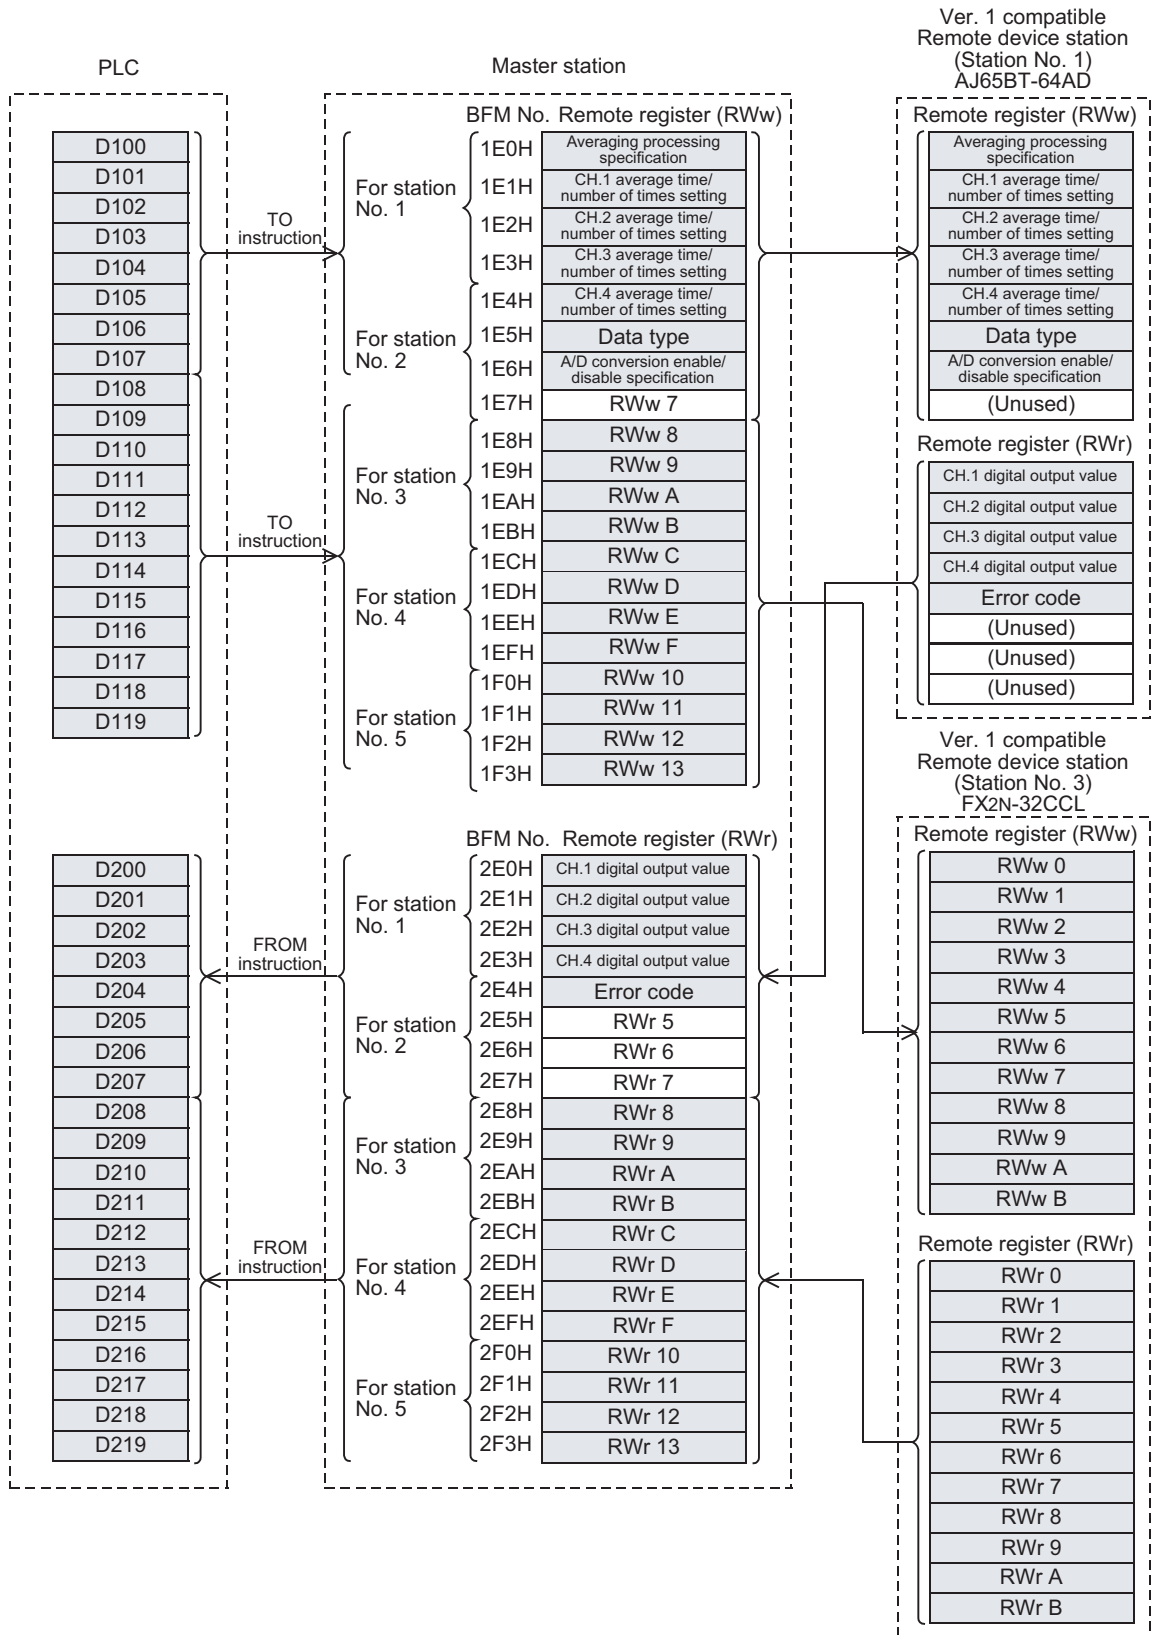 PLC
Master station
Ver. 1 compatible
Remote device station
(Station No. 1)
AJ65BT-64AD
D100
D101
D102
D103
D104
D105
D106
D107
D108
D109
D110
D111
D112
D113
D114
D115
D116
D117
D118
D119
TO
instruction
TO
instruction
BFM No. Remote register (RWw)
For station
No. 1
For station
No. 2
For station
No. 3
For station
No. 4
For station
No. 5
1E0H Averaging processing
specification
1E1H CH.1 average time/
number of times setting
1E2H CH.2 average time/
number of times setting
1E3H CH.3 average time/
number of times setting
1E4H CH.4 average time/
number of times setting
1E5H Data type
1E6H A/D conversion enable/
disable specification
1E7H RWw 7
1E8H RWw 8
1E9H RWw 9
1EAH RWw A
1EBH RWw B
1ECH RWw C
1EDH RWw D
1EEH RWw E
1EFH RWw F
1F0H RWw 10
1F1H RWw 11
1F2H RWw 12
1F3H RWw 13
Remote register (RWw)
Averaging processing
specification
CH.1 average time/
number of times setting
CH.2 average time/
number of times setting
CH.3 average time/
number of times setting
CH.4 average time/
number of times setting
Data type
A/D conversion enable/
disable specification
(Unused)
Remote register (RWr)
CH.1 digital output value
CH.2 digital output value
CH.3 digital output value
CH.4 digital output value
Error code
(Unused)
(Unused)
(Unused)
D200
D201
D202
D203
D204
D205
D206
D207
D208
D209
D210
D211
D212
D213
D214
D215
D216
D217
D218
D219
FROM
instruction
FROM
instruction
BFM No. Remote register (RWr)
For station
No. 1
For station
No. 2
For station
No. 3
For station
No. 4
For station
No. 5
2E0H CH.1 digital output value
2E1H CH.2 digital output value
2E2H CH.3 digital output value
2E3H CH.4 digital output value
2E4H Error code
2E5H RWr 5
2E6H RWr 6
2E7H RWr 7
2E8H RWr 8
2E9H RWr 9
2EAH RWr A
2EBH RWr B
2ECH RWr C
2EDH RWr D
2EEH RWr E
2EFH RWr F
2F0H RWr 10
2F1H RWr 11
2F2H RWr 12
2F3H RWr 13
Ver. 1 compatible
Remote device station
(Station No. 3)
FX2N-32CCL
Remote register (RWw)
RWw 0
RWw 1
RWw 2
RWw 3
RWw 4
RWw 5
RWw 6
RWw 7
RWw 8
RWw 9
RWw A
RWw B
Remote register (RWr)
RWr 0
RWr 1
RWr 2
RWr 3
RWr 4
RWr 5
RWr 6
RWr 7
RWr 8
RWr 9
RWr A
RWr B